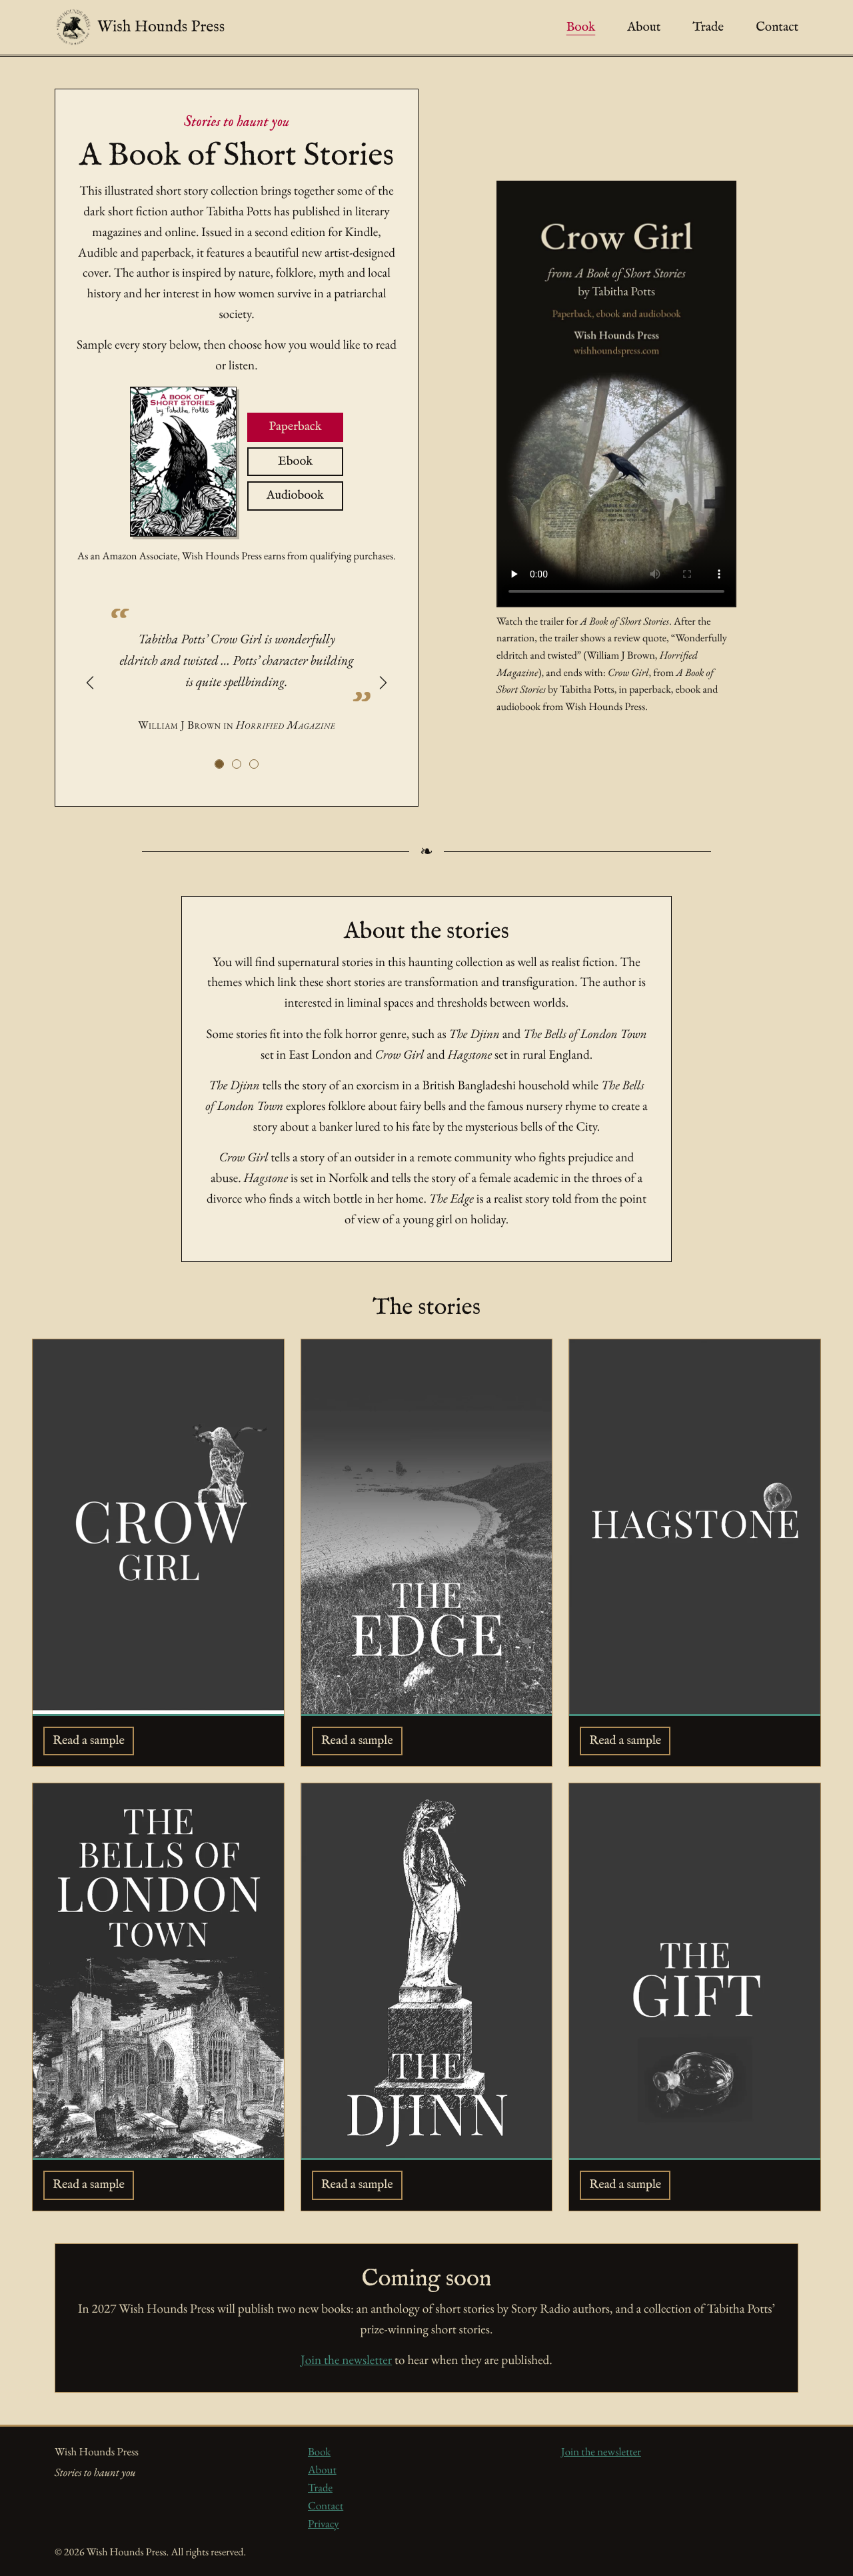 Wish Hounds Press
Book
About
Trade
Contact
Stories to haunt you
A Book of Short Stories
This illustrated short story collection brings together some of the
dark short fiction author Tabitha Potts has published in literary
magazines and online. Issued in a second edition for Kindle,
Audible and paperback, it features a beautiful new artist-designed
cover. The author is inspired by nature, folklore, myth and local
history and her interest in how women survive in a patriarchal
society.
Sample every story below, then choose how you would like to read
or listen.
A BOOK OF
SHORT STORIES
by Tabitha Potts
Paperback
Ebook
Audiobook
As an Amazon Associate, Wish Hounds Press earns from qualifying purchases.
“
Tabitha Potts’ Crow Girl is wonderfully
eldritch and twisted ... Potts’ character building
is quite spellbinding.
”
William J Brown in Horrified Magazine
Crow Girl
from A Book of Short Stories
by Tabitha Potts
Paperback, ebook and audiobook
Wish Hounds Press
wishhoundspress.com
0:00
Watch the trailer for A Book of Short Stories. After the
narration, the trailer shows a review quote, “Wonderfully
eldritch and twisted” (William J Brown, Horrified
Magazine), and ends with: Crow Girl, from A Book of
Short Stories by Tabitha Potts, in paperback, ebook and
audiobook from Wish Hounds Press.
❧
About the stories
You will find supernatural stories in this haunting collection as well as realist fiction. The
themes which link these short stories are transformation and transfiguration. The author is
interested in liminal spaces and thresholds between worlds.
Some stories fit into the folk horror genre, such as The Djinn and The Bells of London Town
set in East London and Crow Girl and Hagstone set in rural England.
The Djinn tells the story of an exorcism in a British Bangladeshi household while The Bells
of London Town explores folklore about fairy bells and the famous nursery rhyme to create a
story about a banker lured to his fate by the mysterious bells of the City.
Crow Girl tells a story of an outsider in a remote community who fights prejudice and
abuse. Hagstone is set in Norfolk and tells the story of a female academic in the throes of a
divorce who finds a witch bottle in her home. The Edge is a realist story told from the point
of view of a young girl on holiday.
The stories
CROW
GIRL
Read a sample
THE
EDGE
Read a sample
HAGSTONE
Read a sample
THE
BELLS OF
LONDON
TOWN
Read a sample
THE
DJINN
Read a sample
THE
GIFT
Read a sample
Coming soon
In 2027 Wish Hounds Press will publish two new books: an anthology of short stories by Story Radio authors, and a collection of Tabitha Potts’
prize-winning short stories.
Join the newsletter to hear when they are published.
Wish Hounds Press
Stories to haunt you
Book
About
Trade
Contact
Privacy
Join the newsletter
© 2026 Wish Hounds Press. All rights reserved.